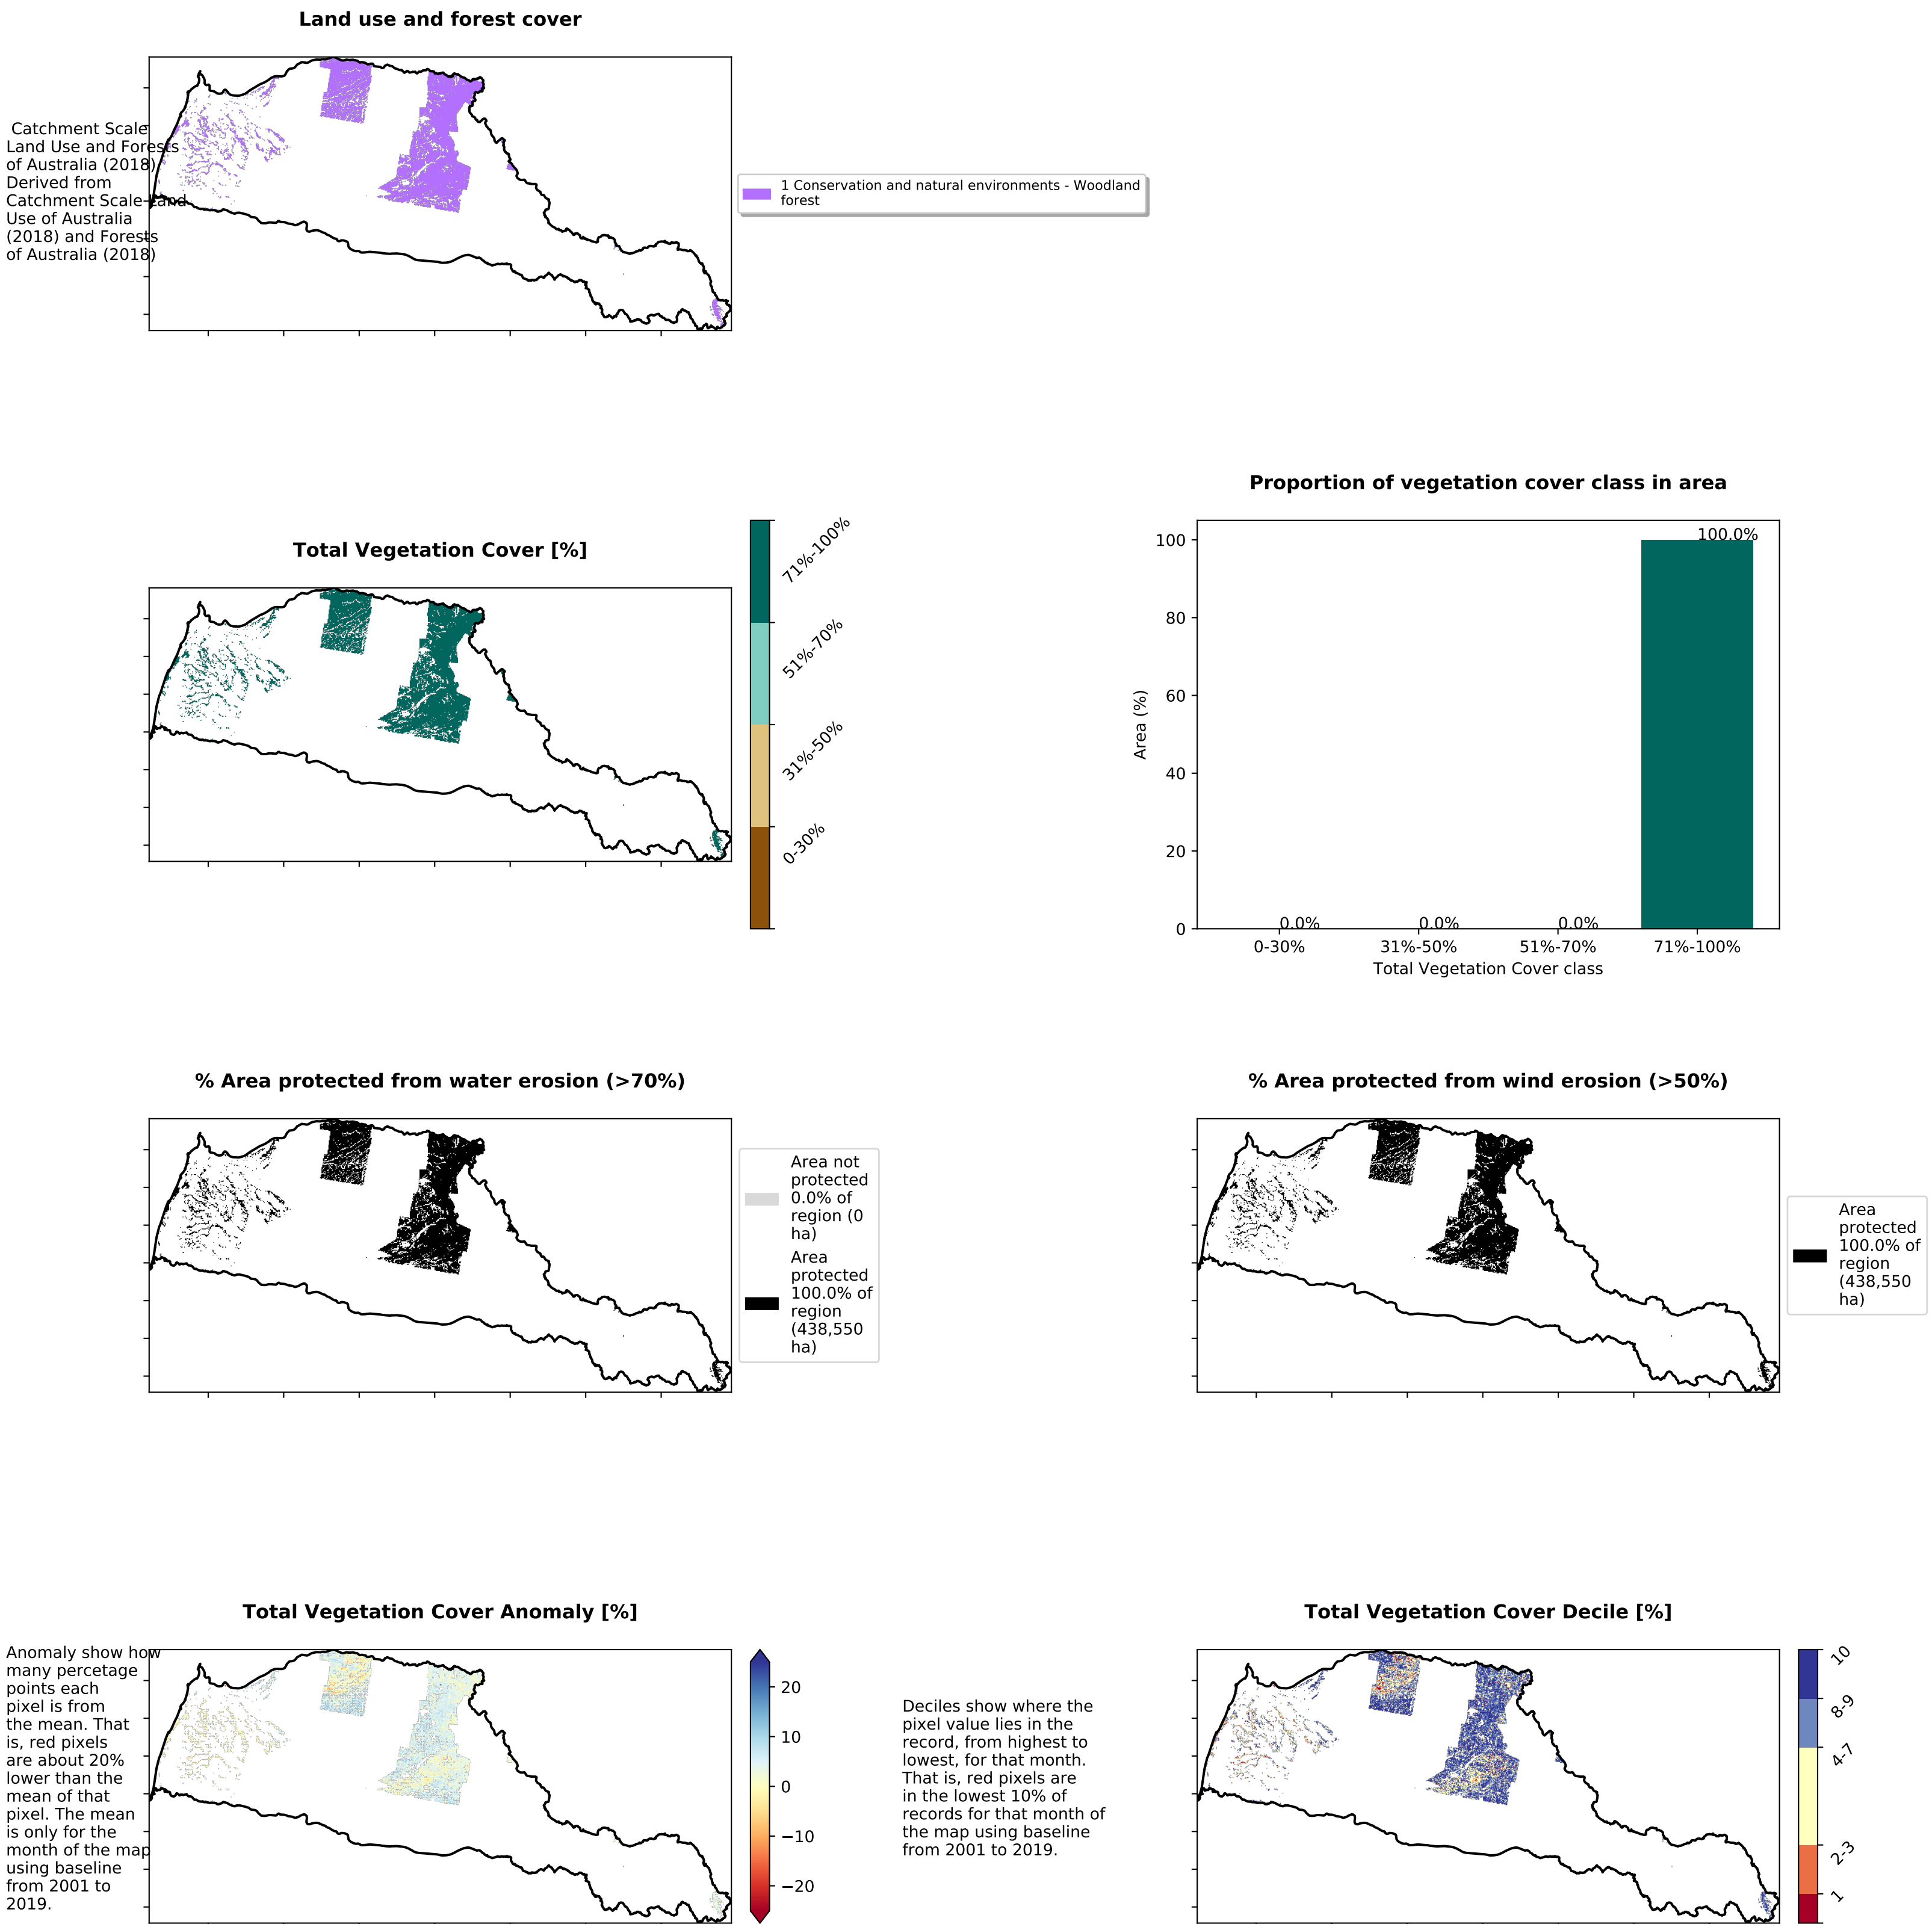 Land use and forest cover
Catchment Scale
Land Use and Forests
of Australia (2018)
Derived from
Catchment Scale Land
Use of Australia
(2018) and Forests
of Australia (2018)
1 Conservation and natural environments - Woodland
forest
Total Vegetation Cover [%]
71%-100%
51%-70%
31%-50%
0-30%
Proportion of vegetation cover class in area
Area (%)
100
80
60
40
20
0
0.0%
0.0%
0.0%
100.0%
0-30%
31%-50%
51%-70%
71%-100%
Total Vegetation Cover class
% Area protected from water erosion (>70%)
Area not
protected
0.0% of
region (0
ha)
Area
protected
100.0% of
region
(438,550
ha)
% Area protected from wind erosion (>50%)
Area
protected
100.0% of
region
(438,550
ha)
Total Vegetation Cover Anomaly [%]
Anomaly show how
many percetage
points each
pixel is from
the mean. That
is, red pixels
are about 20%
lower than the
mean of that
pixel. The mean
is only for the
month of the map
using baseline
from 2001 to
2019.
20
10
0
−10
−20
Total Vegetation Cover Decile [%]
Deciles show where the
pixel value lies in the
record, from highest to
lowest, for that month.
That is, red pixels are
in the lowest 10% of
records for that month of
the map using baseline
from 2001 to 2019.
10
8-9
4-7
2-3
1